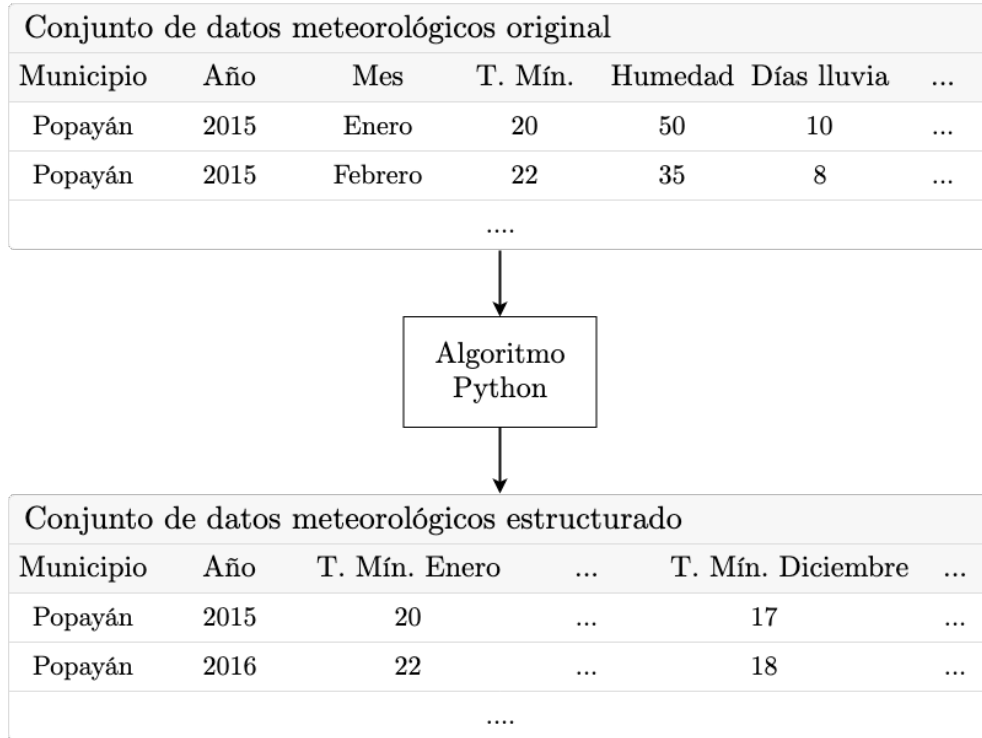 Conjunto de datos meteorológicos original
Municipio Año Mes T. Mín. Humedad Días lluvia ...
Popayán 2015 Enero 20 50 10 ...
Popayán 2015 Febrero 22 35 8 ...
....
Algoritmo
Python
Conjunto de datos meteorológicos estructurado
Municipio Año T. Mín. Enero ... T. Mín. Diciembre ...
Popayán 2015 20 ... 17 ...
Popayán 2016 22 ... 18 ...
....